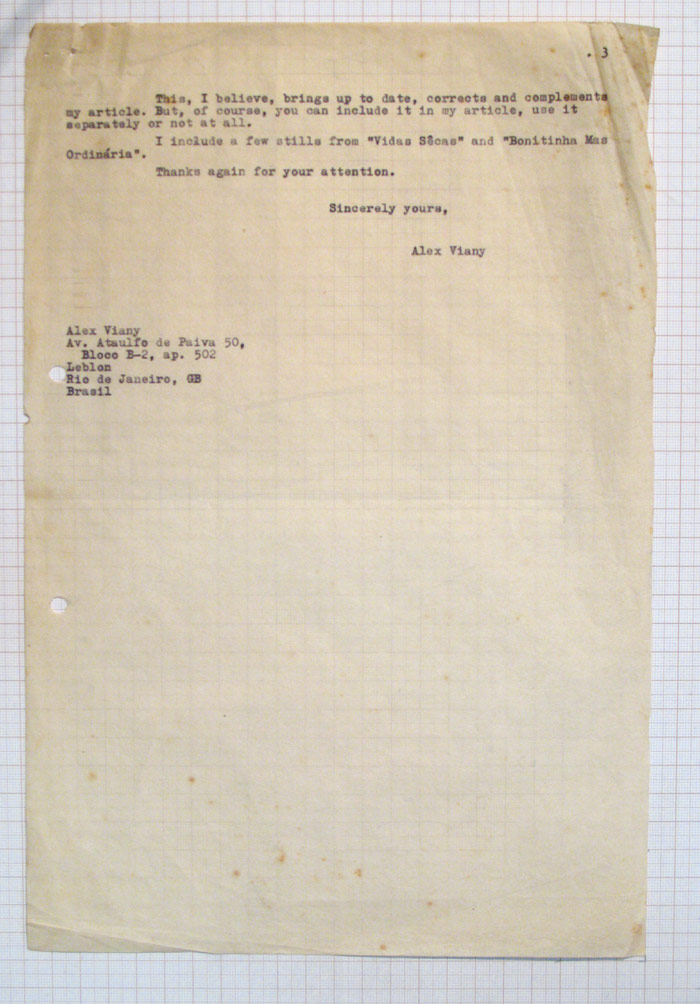 . 3
This, I believe, brings up to date, corrects and complements
my article. But, of course, you can include it in my article, use it
separately or not at all.
I include a few stills from "Vidas Sêcas" and "Bonitinha Mas
Ordinária".
Thanks again for your attention.
Sincerely yours,
Alex Viany
Alex Viany
Av. Ataulfo de Paiva 50,
Bloco B-2, ap. 502
Leblon
Rio de Janeiro, GB
Brasil